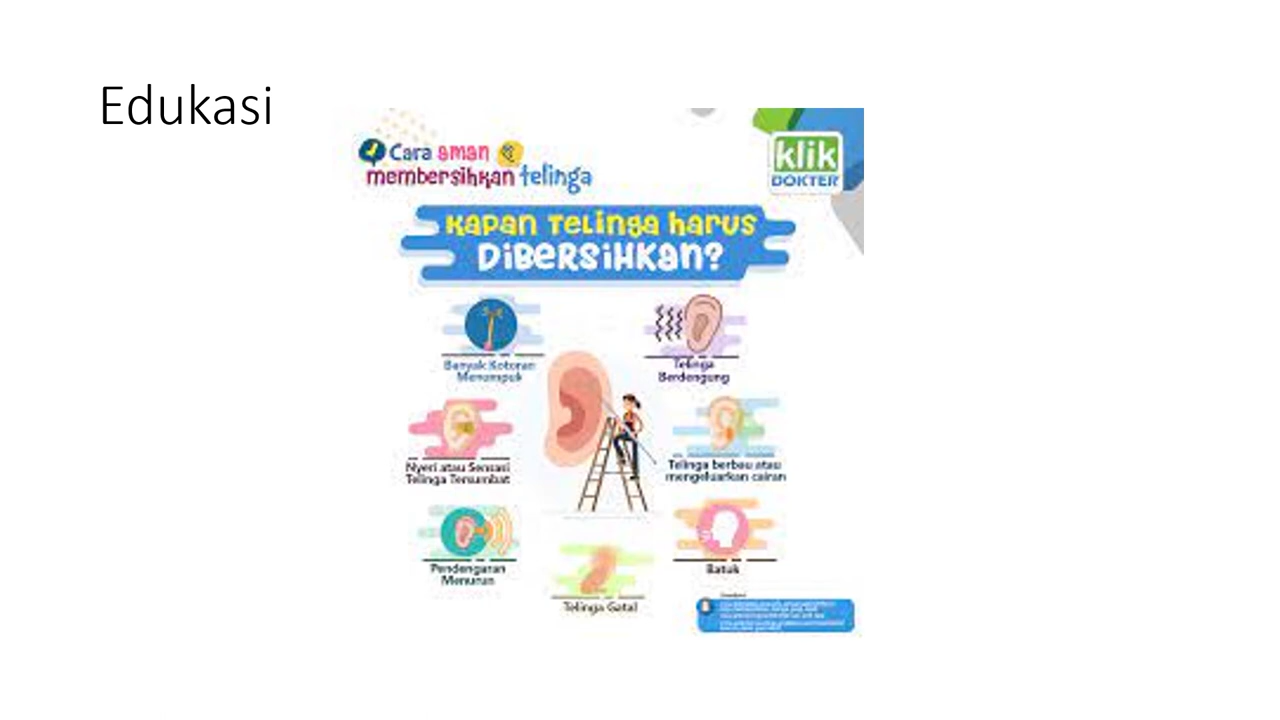 Edukasi
Cara aman
membersihkan telinga
klik
DOKTER
Kapan Telinga harus
DiBERSiHKan?
Banyak Kotoran
Menumpuk
Telinga
Berdengung
Nyeri atau Sensasi
Telinga Tersumbat
Telinga berbau atau
mengeluarkan cairan
Pendengaran
Menurun
Batuk
Telinga Gatal